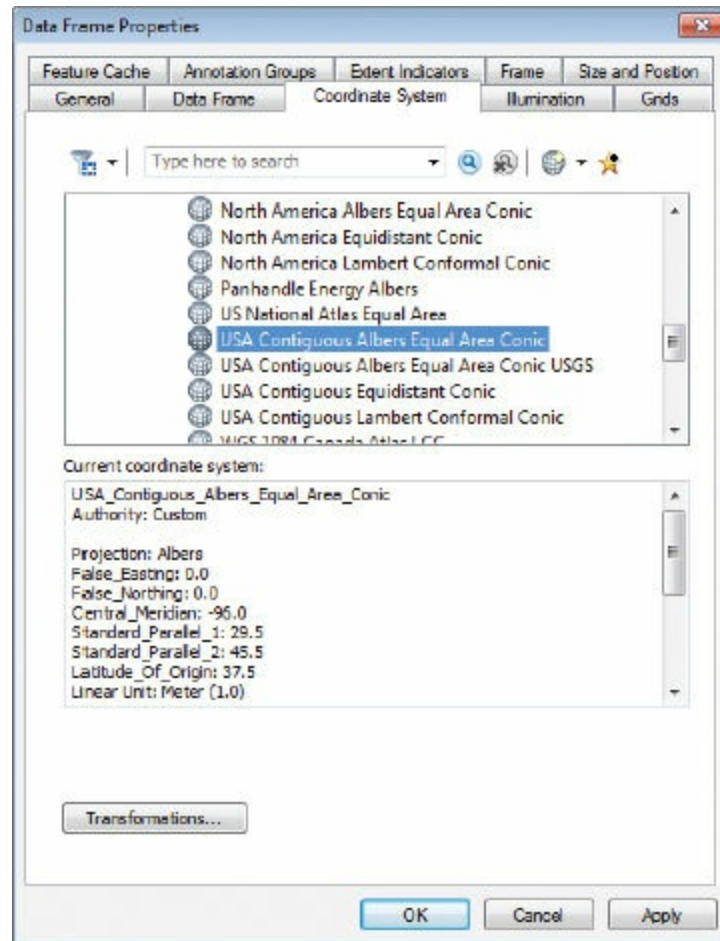 Data Frame Properties
Feature Cache Annotation Groups Extent Indicators Frame Size and Position
General Data Frame Coordinate System Illumination Grids
Type here to search
North America Albers Equal Area Conic
North America Equidistant Conic
North America Lambert Conformal Conic
Panhandle Energy Albers
US National Atlas Equal Area
USA Contiguous Albers Equal Area Conic
USA Contiguous Albers Equal Area Conic USGS
USA Contiguous Equidistant Conic
USA Contiguous Lambert Conformal Conic
WGS 1984 Canada Atlas LCC
Current coordinate system:
USA_Contiguous_Albers_Equal_Area_Conic
Authority: Custom
Projection: Albers
False_Easting: 0.0
False_Northing: 0.0
Central_Meridian: -96.0
Standard_Parallel_1: 29.5
Standard_Parallel_2: 45.5
Latitude_Of_Origin: 37.5
Linear Unit: Meter (1.0)
Transformations...
OK Cancel Apply